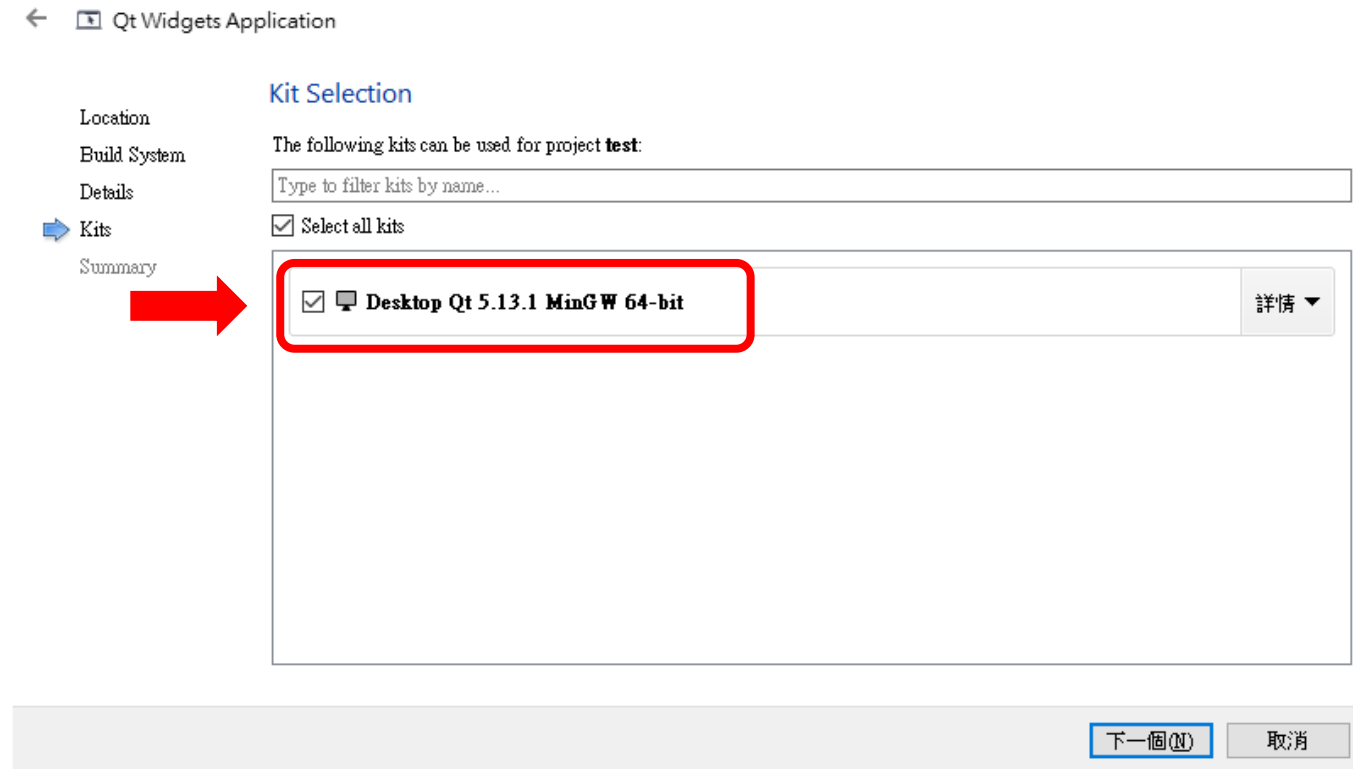 Qt Widgets Application
Location
Build System
Details
Kits
Summary
Kit Selection
The following kits can be used for project test:
Type to filter kits by name...
Select all kits
Desktop Qt 5.13.1 MinGW 64-bit
詳情
下一個(N)
取消